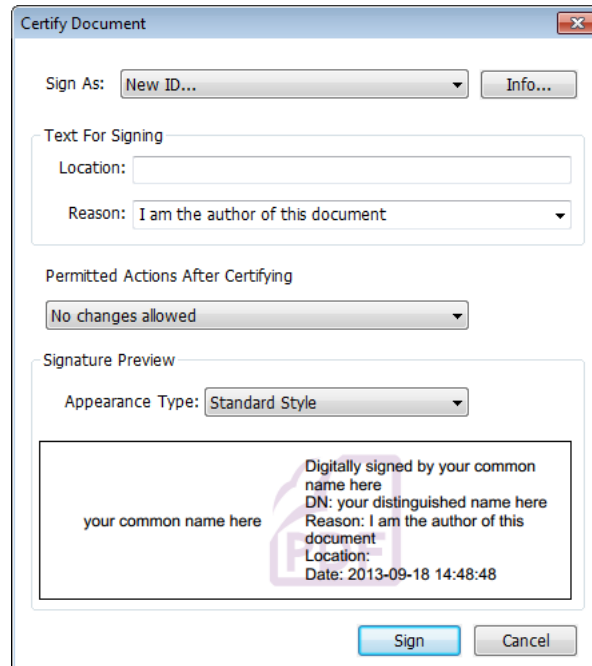 Certify Document
Sign As: New ID... Info...
Text For Signing
Location:
Reason: I am the author of this document
Permitted Actions After Certifying
No changes allowed
Signature Preview
Appearance Type: Standard Style
your common name here
Digitally signed by your common
name here
DN: your distinguished name here
Reason: I am the author of this
document
Location:
Date: 2013-09-18 14:48:48
PDF
Sign Cancel